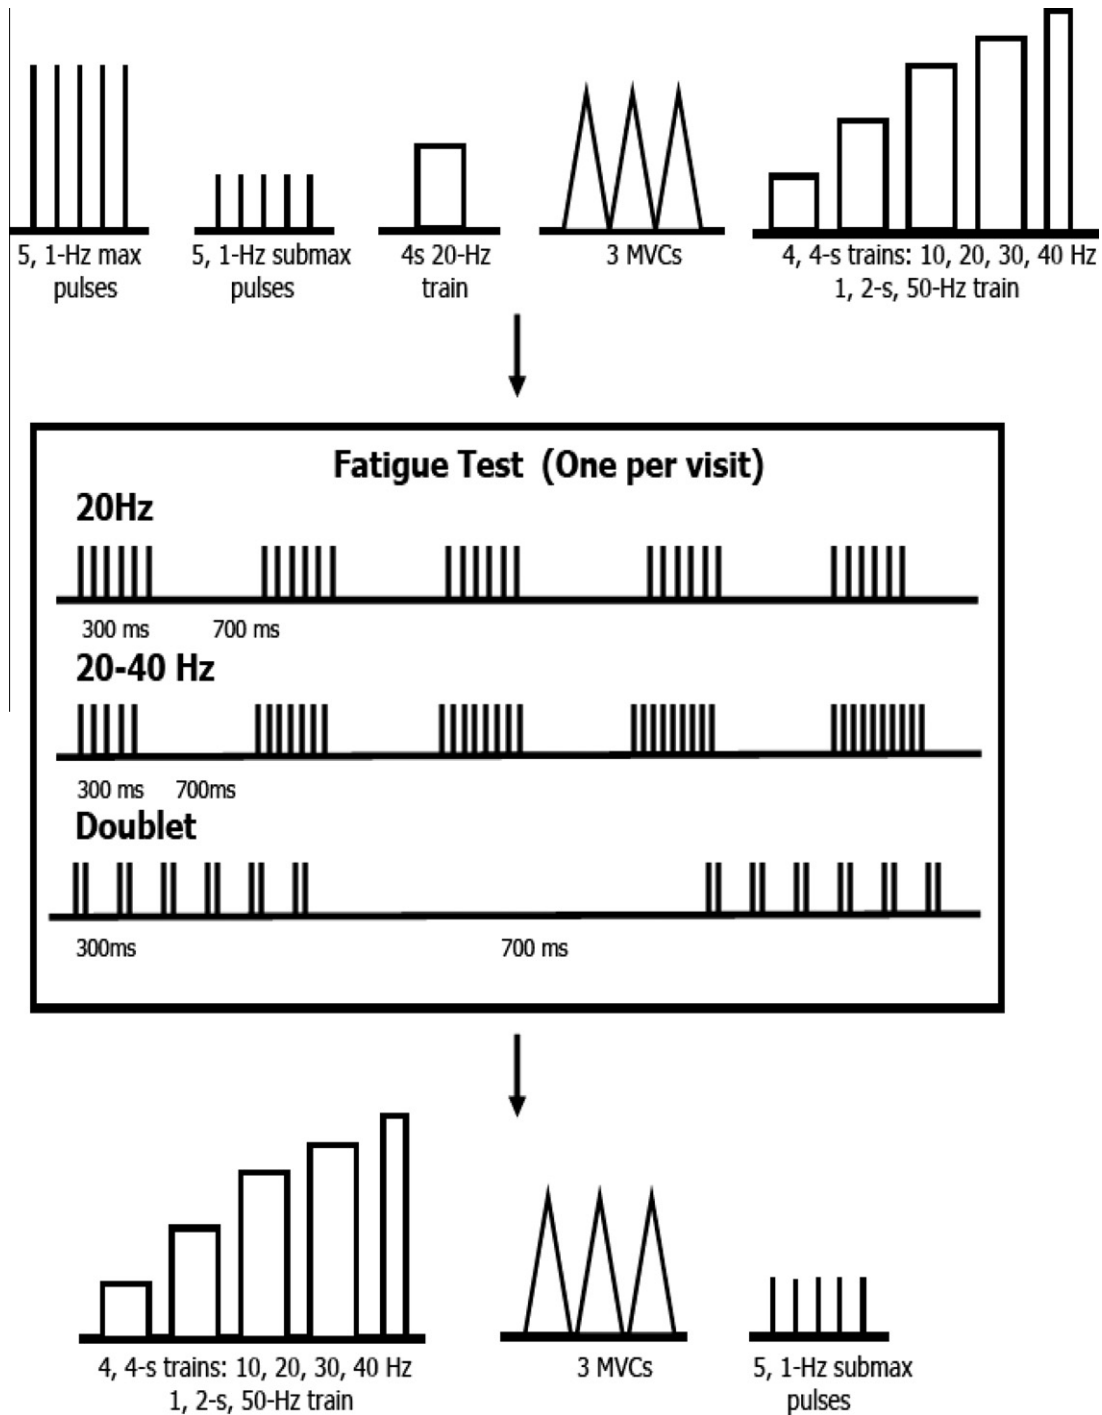 5, 1-Hz max
pulses
5, 1-Hz submax
pulses
4s 20-Hz
train
3 MVCs
4, 4-s trains: 10, 20, 30, 40 Hz
1, 2-s, 50-Hz train
Fatigue Test (One per visit)
20Hz
300 ms 700 ms
20-40 Hz
300 ms 700ms
Doublet
300ms 700 ms
4, 4-s trains: 10, 20, 30, 40 Hz
1, 2-s, 50-Hz train
3 MVCs
5, 1-Hz submax
pulses